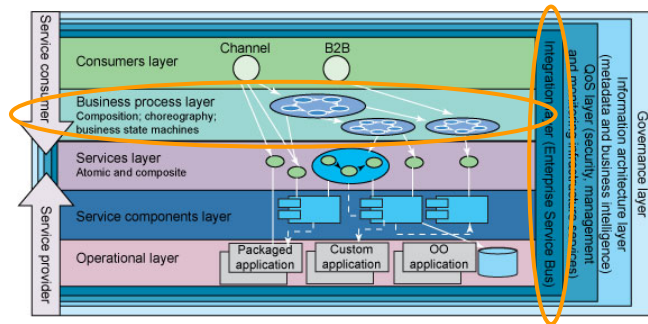 Channel
B2B
Consumers layer
Business process layer
Composition; choreography;
business state machines
Services layer
Atomic and composite
Service components layer
Operational layer
Packaged
application
Custom
application
OO
application
Service consumer
Service provider
Integration layer (Enterprise Service Bus)
QoS layer (security, management
and monitoring infrastructure services)
Information architecture layer
(metadata and business intelligence)
Governance layer